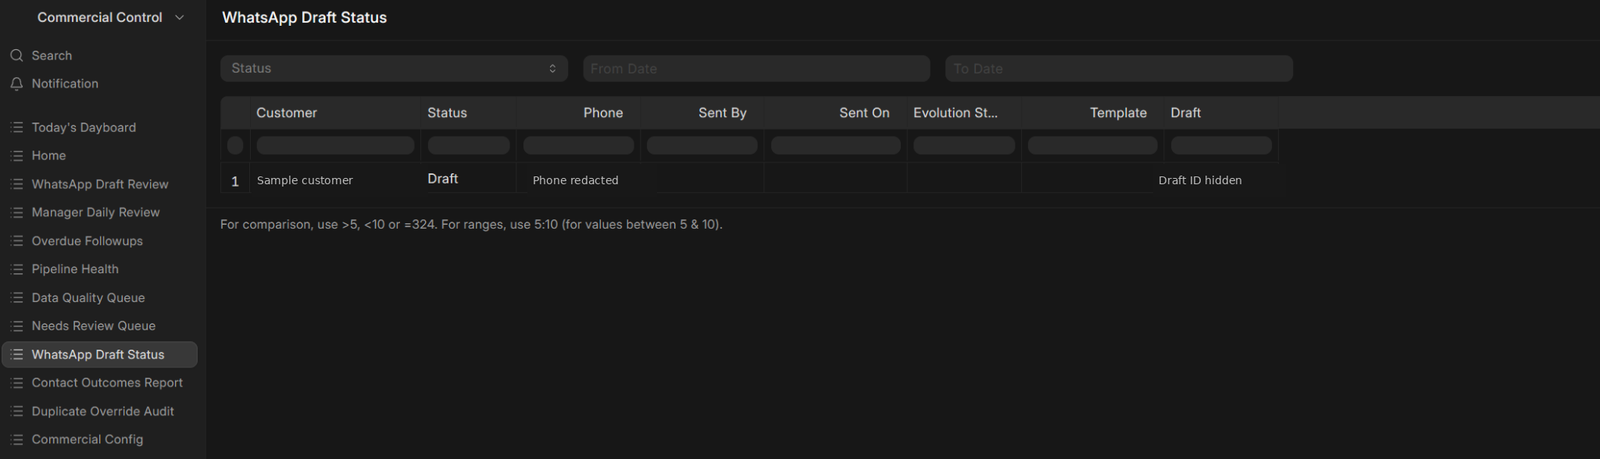 Commercial Control
Search
Notification
Today's Dayboard
Home
WhatsApp Draft Review
Manager Daily Review
Overdue Followups
Pipeline Health
Data Quality Queue
Needs Review Queue
WhatsApp Draft Status
Contact Outcomes Report
Duplicate Override Audit
Commercial Config
WhatsApp Draft Status
Status From Date To Date
Customer Status Phone Sent By Sent On Evolution St... Template Draft
1 Sample customer Draft Phone redacted Draft ID hidden
For comparison, use >5, <10 or =324. For ranges, use 5:10 (for values between 5 & 10).